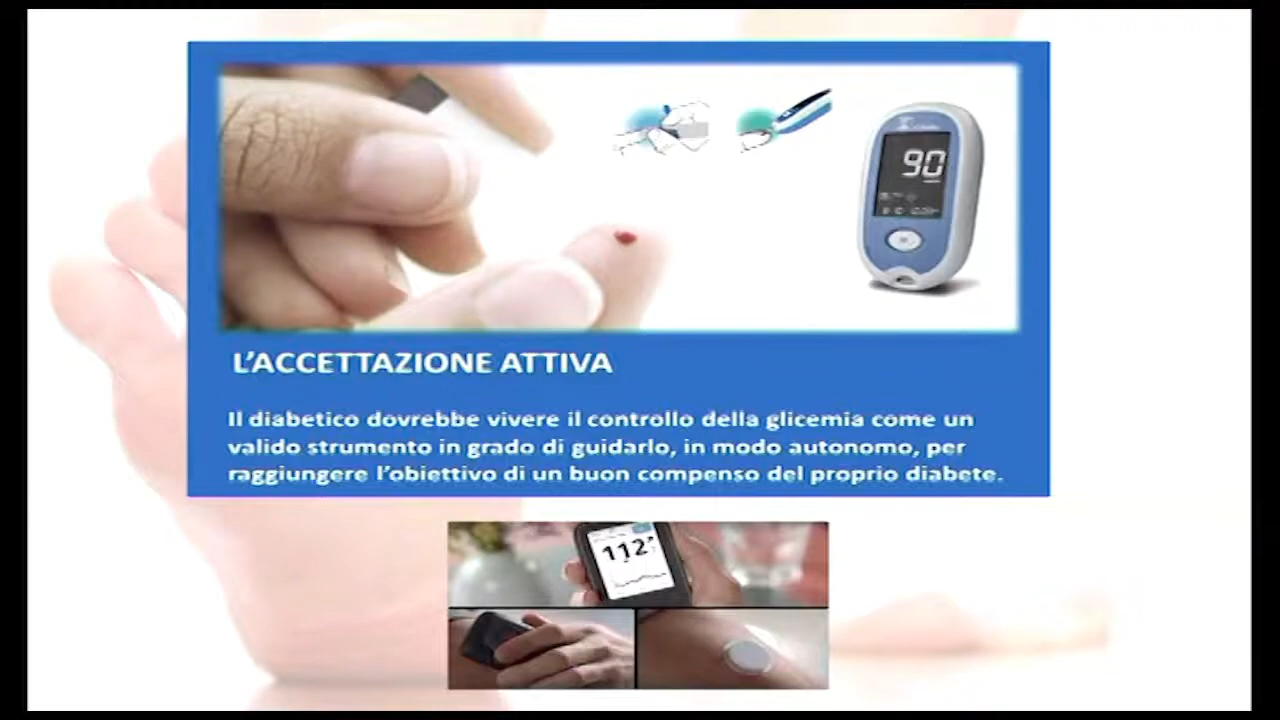 90
L'ACCETTAZIONE ATTIVA
Il diabetico dovrebbe vivere il controllo della glicemia come un
valido strumento in grado di guidarlo, in modo autonomo, per
raggiungere l'obiettivo di un buon compenso del proprio diabete.
112